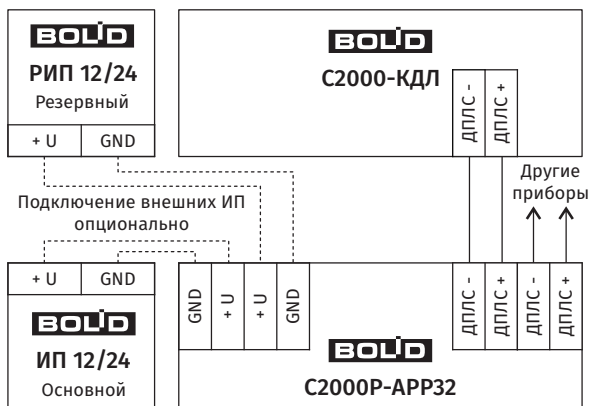 BOLID
РИП 12/24
Резервный
+ U
GND
BOLID
С2000-КДЛ
ДПЛС -
ДПЛС +
Подключение внешних ИП
опционально
Другие
приборы
+ U
GND
BOLID
ИП 12/24
Основной
GND
+ U
+ U
GND
ДПЛС -
ДПЛС +
ДПЛС -
ДПЛС +
BOLID
С2000Р-АРР32